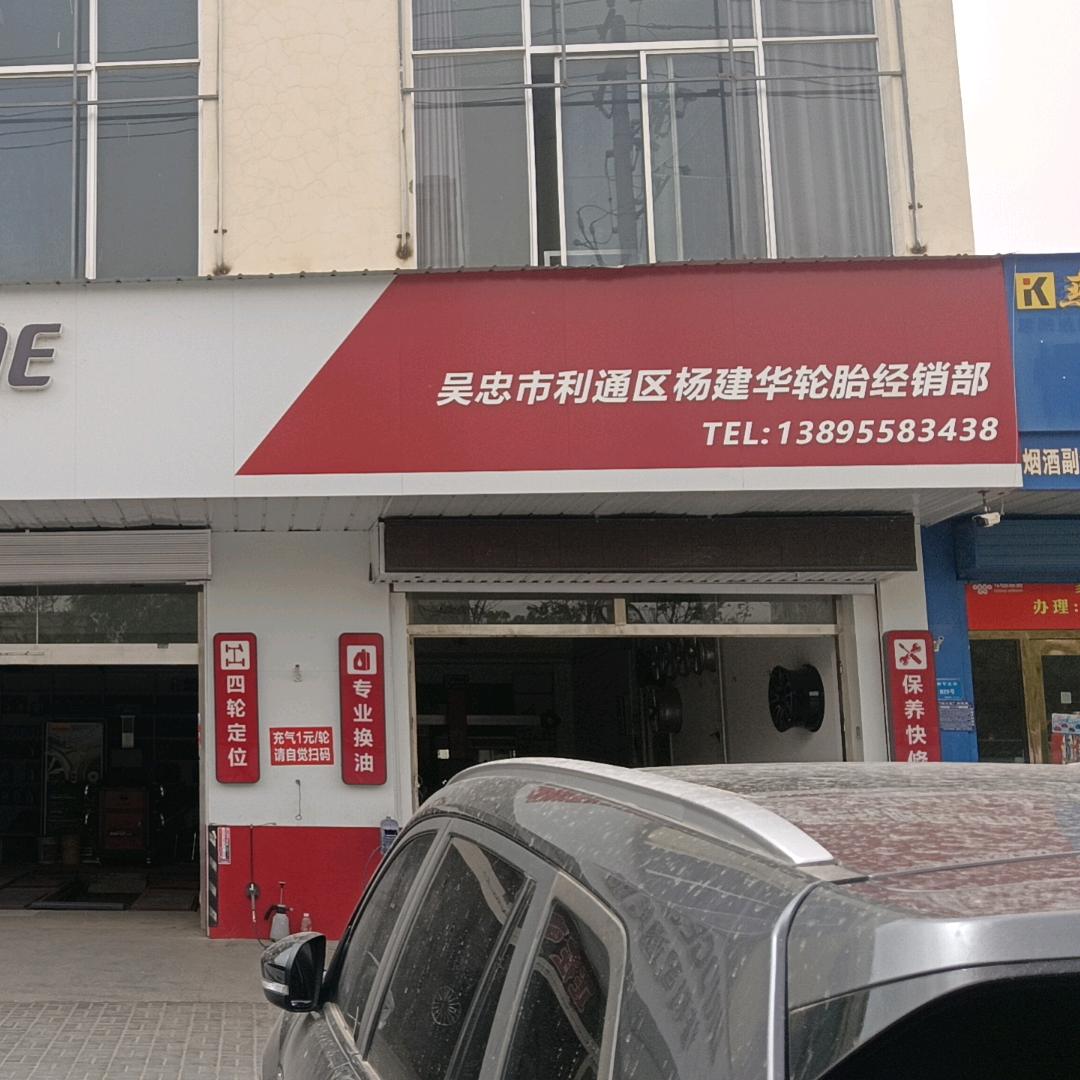 吴忠市利通区杨建华轮胎经销部
TEL:13895583438
烟酒副
四轮定位
充气1元/轮
请自觉扫码
专业换油
保养快修
办理: